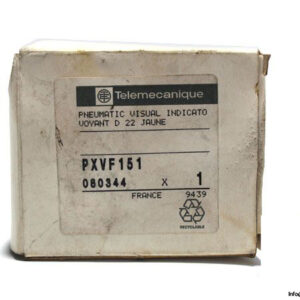 Telemecanique
PNEUMATIC VISUAL INDICATO
VOYANT D 22 JAUNE
PXVF151
080344 X 1
FRANCE 9439
RECYCLABLE